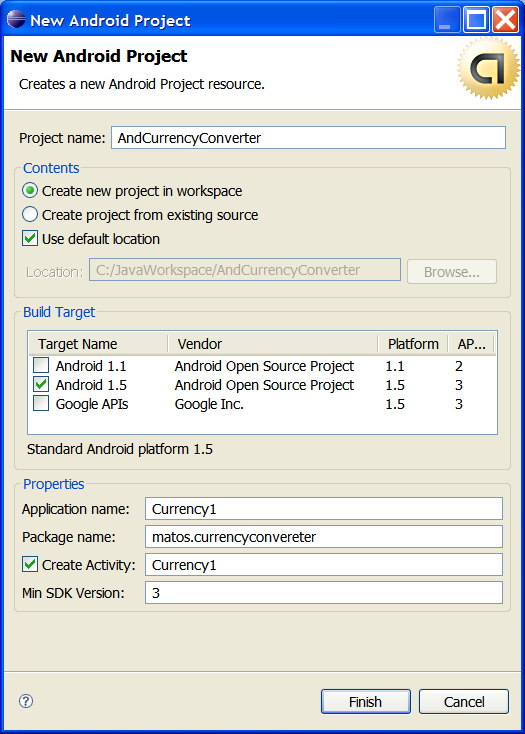 New Android Project
New Android Project
Creates a new Android Project resource.
Project name: AndCurrencyConverter
Contents
Create new project in workspace
Create project from existing source
Use default location
Location: C:/JavaWorkspace/AndCurrencyConverter Browse...
Build Target
Target Name Vendor Platform AP...
Android 1.1 Android Open Source Project 1.1 2
Android 1.5 Android Open Source Project 1.5 3
Google APIs Google Inc. 1.5 3
Standard Android platform 1.5
Properties
Application name: Currency1
Package name: matos.currencyconvereter
Create Activity: Currency1
Min SDK Version: 3
? Finish Cancel